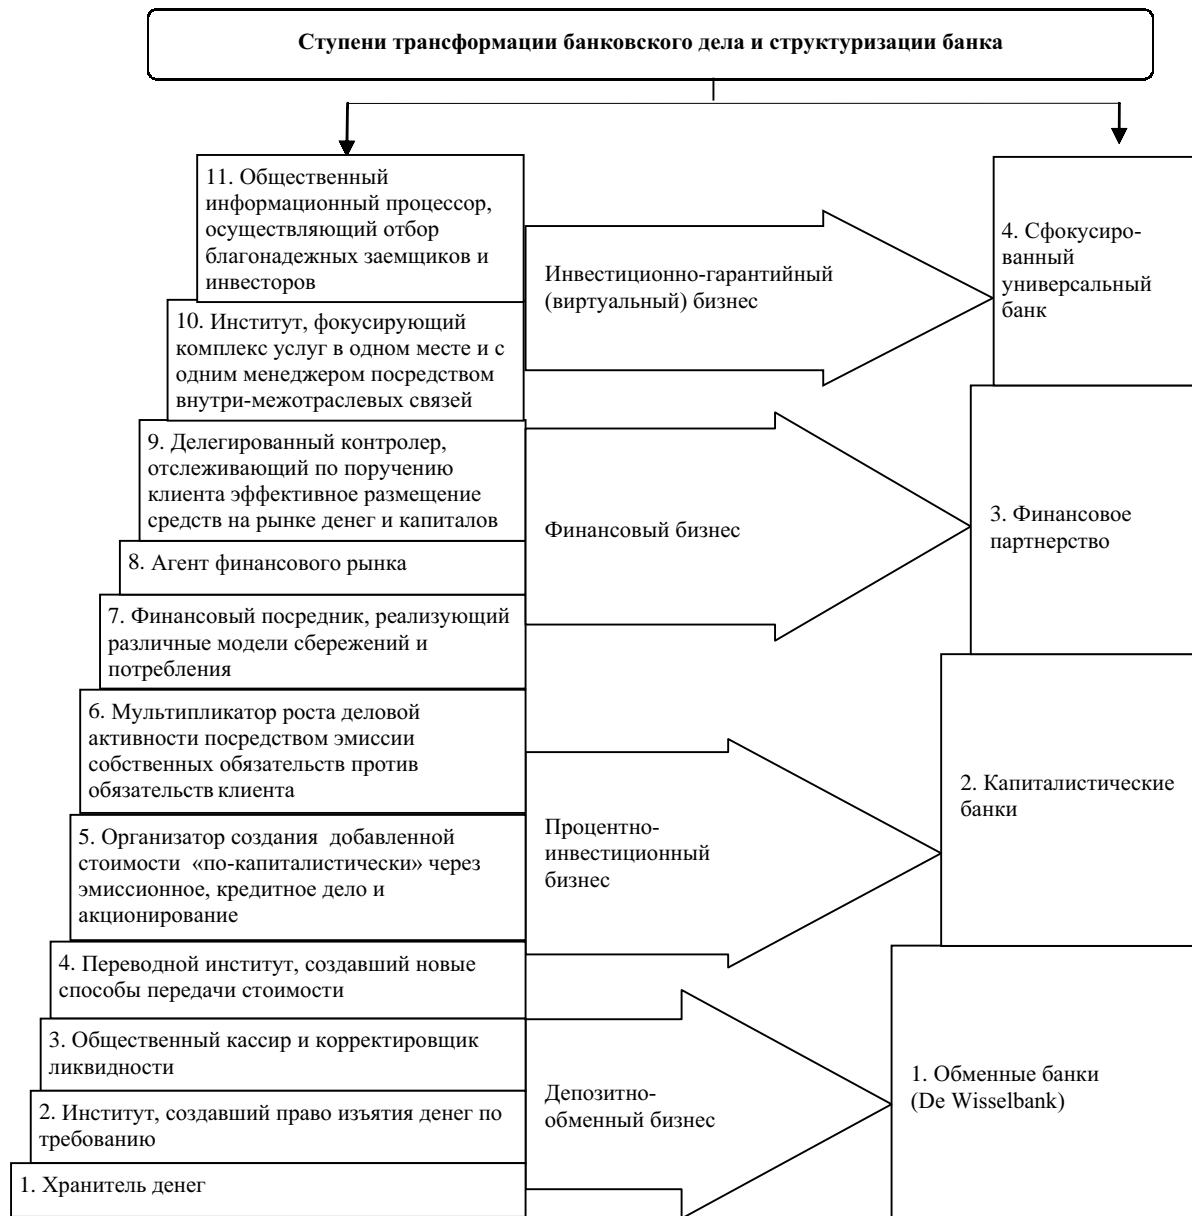 Ступени трансформации банковского дела и структуризации банка
11. Общественный
информационный процессор,
осуществляющий отбор
благонадежных заемщиков и
инвесторов
10. Институт, фокусирующий
комплекс услуг в одном месте и с
одним менеджером посредством
внутри-межотраслевых связей
9. Делегированный контролер,
отслеживающий по поручению
клиента эффективное размещение
средств на рынке денег и капиталов
8. Агент финансового рынка
7. Финансовый посредник, реализующий
различные модели сбережений и
потребления
6. Мультипликатор роста деловой
активности посредством эмиссии
собственных обязательств против
обязательств клиента
5. Организатор создания добавленной
стоимости «по-капиталистически» через
эмиссионное, кредитное дело и
акционирование
4. Переводной институт, создавший новые
способы передачи стоимости
3. Общественный кассир и корректировщик
ликвидности
2. Институт, создавший право изъятия денег по
требованию
1. Хранитель денег
Инвестиционно-гарантийный
(виртуальный) бизнес
Финансовый бизнес
Процентно-
инвестиционный
бизнес
Депозитно-
обменный бизнес
4. Сфокусиро-
ванный
универсальный
банк
3. Финансовое
партнерство
2. Капиталистические
банки
1. Обменные банки
(De Wisselbank)